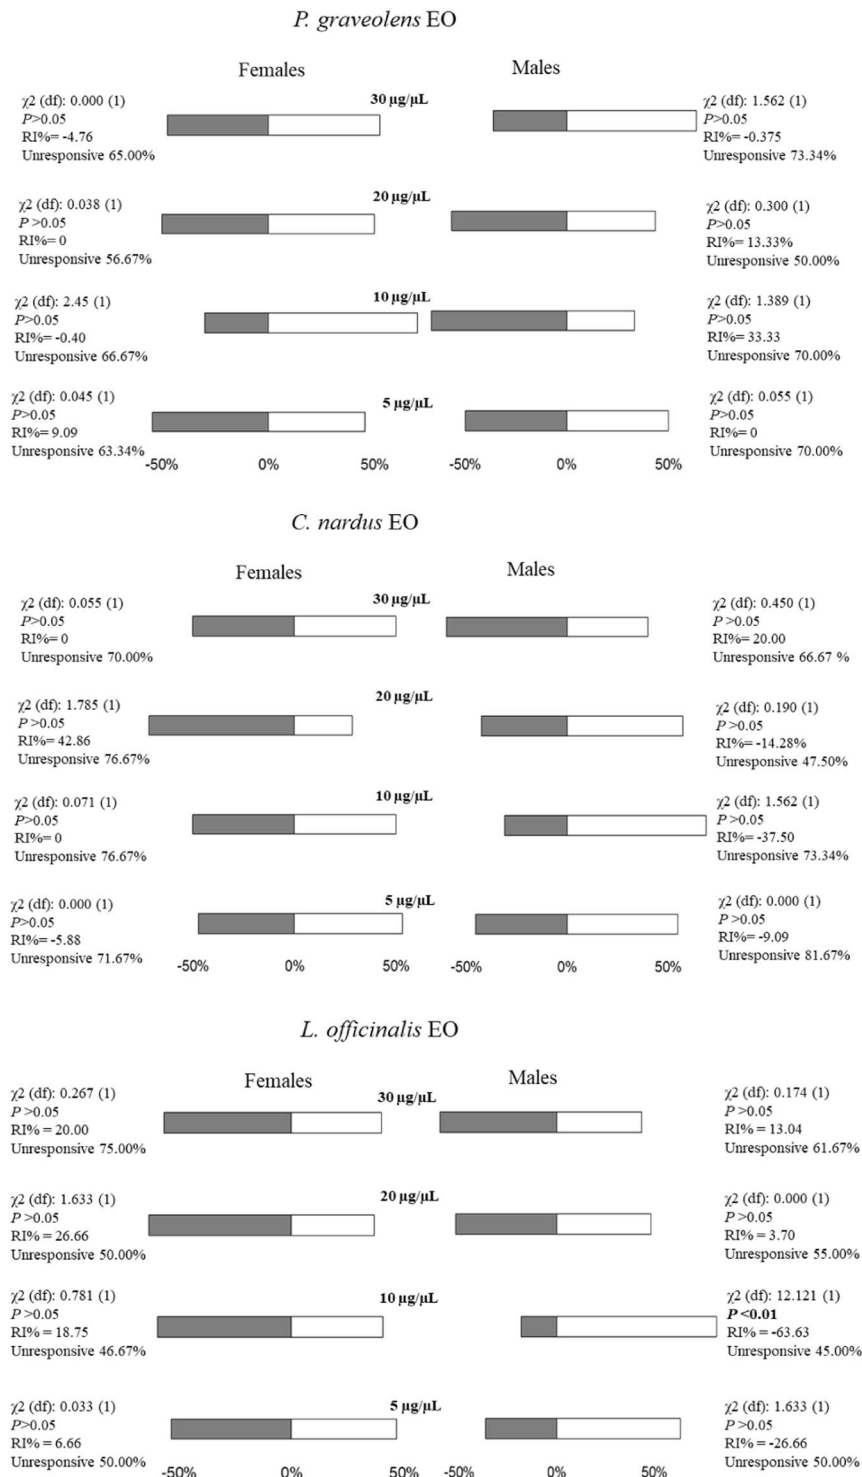 P. graveolens EO
Females
Males
30 µg/µL
χ2 (df): 0.000 (1)
P>0.05
RI%= -4.76
Unresponsive 65.00%
χ2 (df): 1.562 (1)
P>0.05
RI%= -0.375
Unresponsive 73.34%
20 µg/µL
χ2 (df): 0.038 (1)
P >0.05
RI%= 0
Unresponsive 56.67%
χ2 (df): 0.300 (1)
P>0.05
RI%= 13.33%
Unresponsive 50.00%
10 µg/µL
χ2 (df): 2.45 (1)
P>0.05
RI%= -0.40
Unresponsive 66.67%
χ2 (df): 1.389 (1)
P>0.05
RI%= 33.33
Unresponsive 70.00%
5 µg/µL
χ2 (df): 0.045 (1)
P>0.05
RI%= 9.09
Unresponsive 63.34%
χ2 (df): 0.055 (1)
P>0.05
RI%= 0
Unresponsive 70.00%
-50% 0% 50% -50% 0% 50%
C. nardus EO
Females
Males
30 µg/µL
χ2 (df): 0.055 (1)
P>0.05
RI%= 0
Unresponsive 70.00%
χ2 (df): 0.450 (1)
P >0.05
RI%= 20.00
Unresponsive 66.67 %
20 µg/µL
χ2 (df): 1.785 (1)
P >0.05
RI%= 42.86
Unresponsive 76.67%
χ2 (df): 0.190 (1)
P >0.05
RI%= -14.28%
Unresponsive 47.50%
10 µg/µL
χ2 (df): 0.071 (1)
P>0.05
RI%= 0
Unresponsive 76.67%
χ2 (df): 1.562 (1)
P >0.05
RI%= -37.50
Unresponsive 73.34%
5 µg/µL
χ2 (df): 0.000 (1)
P>0.05
RI%= -5.88
Unresponsive 71.67%
χ2 (df): 0.000 (1)
P >0.05
RI%= -9.09
Unresponsive 81.67%
-50% 0% 50% -50% 0% 50%
L. officinalis EO
Females
Males
30 µg/µL
χ2 (df): 0.267 (1)
P >0.05
RI% = 20.00
Unresponsive 75.00%
χ2 (df): 0.174 (1)
P >0.05
RI% = 13.04
Unresponsive 61.67%
20 µg/µL
χ2 (df): 1.633 (1)
P >0.05
RI% = 26.66
Unresponsive 50.00%
χ2 (df): 0.000 (1)
P >0.05
RI% = 3.70
Unresponsive 55.00%
10 µg/µL
χ2 (df): 0.781 (1)
P >0.05
RI% = 18.75
Unresponsive 46.67%
χ2 (df): 12.121 (1)
P <0.01
RI% = -63.63
Unresponsive 45.00%
5 µg/µL
χ2 (df): 0.033 (1)
P>0.05
RI% = 6.66
Unresponsive 50.00%
χ2 (df): 1.633 (1)
P>0.05
RI% = -26.66
Unresponsive 50.00%
-50% 0% 50% -50% 0% 50%